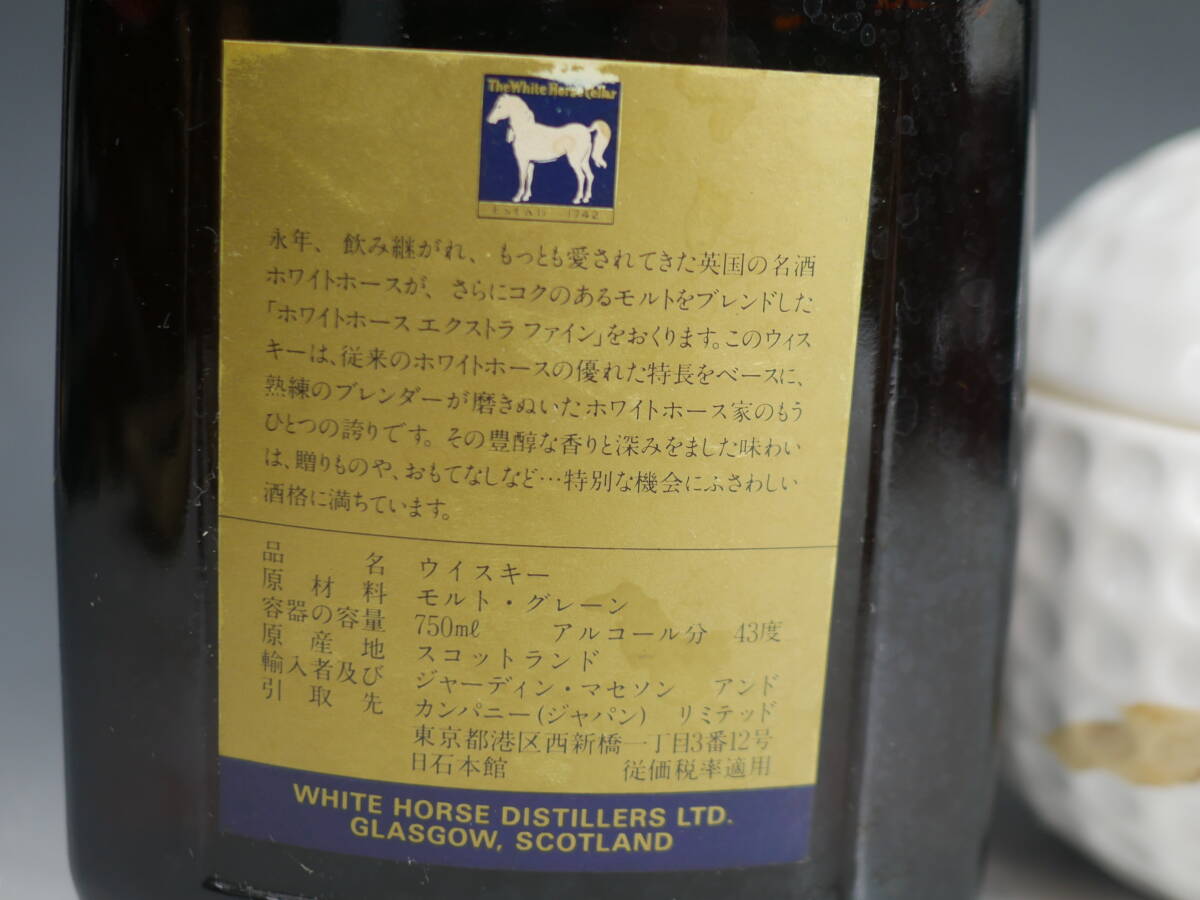 The White Horse Cellar
ESTAB 1742
永年、飲み継がれ、もっとも愛されてきた英国の名酒
ホワイトホースが、さらにコクのあるモルトをブレンドした
「ホワイトホース エクストラ ファイン」をおくります。このウィス
キーは、従来のホワイトホースの優れた特長をベースに、
熟練のブレンダーが磨きぬいたホワイトホース家のもう
ひとつの誇りです。その豊醇な香りと深みをました味わい
は、贈りものや、おもてなしなど…特別な機会にふさわしい
酒格に満ちています。
品名 ウイスキー
原材料 モルト・グレーン
容器の容量 750ml アルコール分 43度
原産地 スコットランド
輸入者及び ジャーディン・マセソン アンド
引取先 カンパニー(ジャパン) リミテッド
東京都港区西新橋一丁目3番12号
日石本館 従価税率適用
WHITE HORSE DISTILLERS LTD.
GLASGOW, SCOTLAND